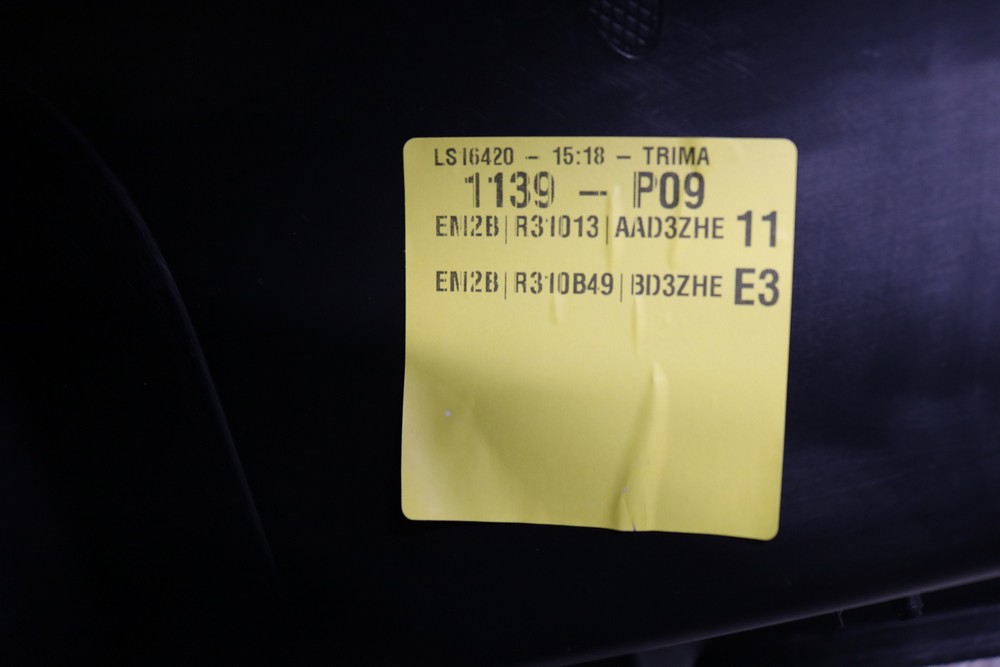 LS16420 – 15:18 – TRIMA
1139 – P09
EM2B|R31013|AAD3ZHE 11
EM2B|R310B49|BD3ZHE E3